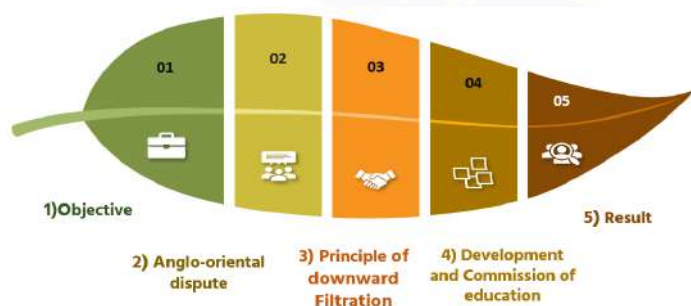 01
02
03
04
05
1)Objective
2) Anglo-oriental
dispute
3) Principle of
downward
Filtration
4) Development
and Commission of
education
5) Result